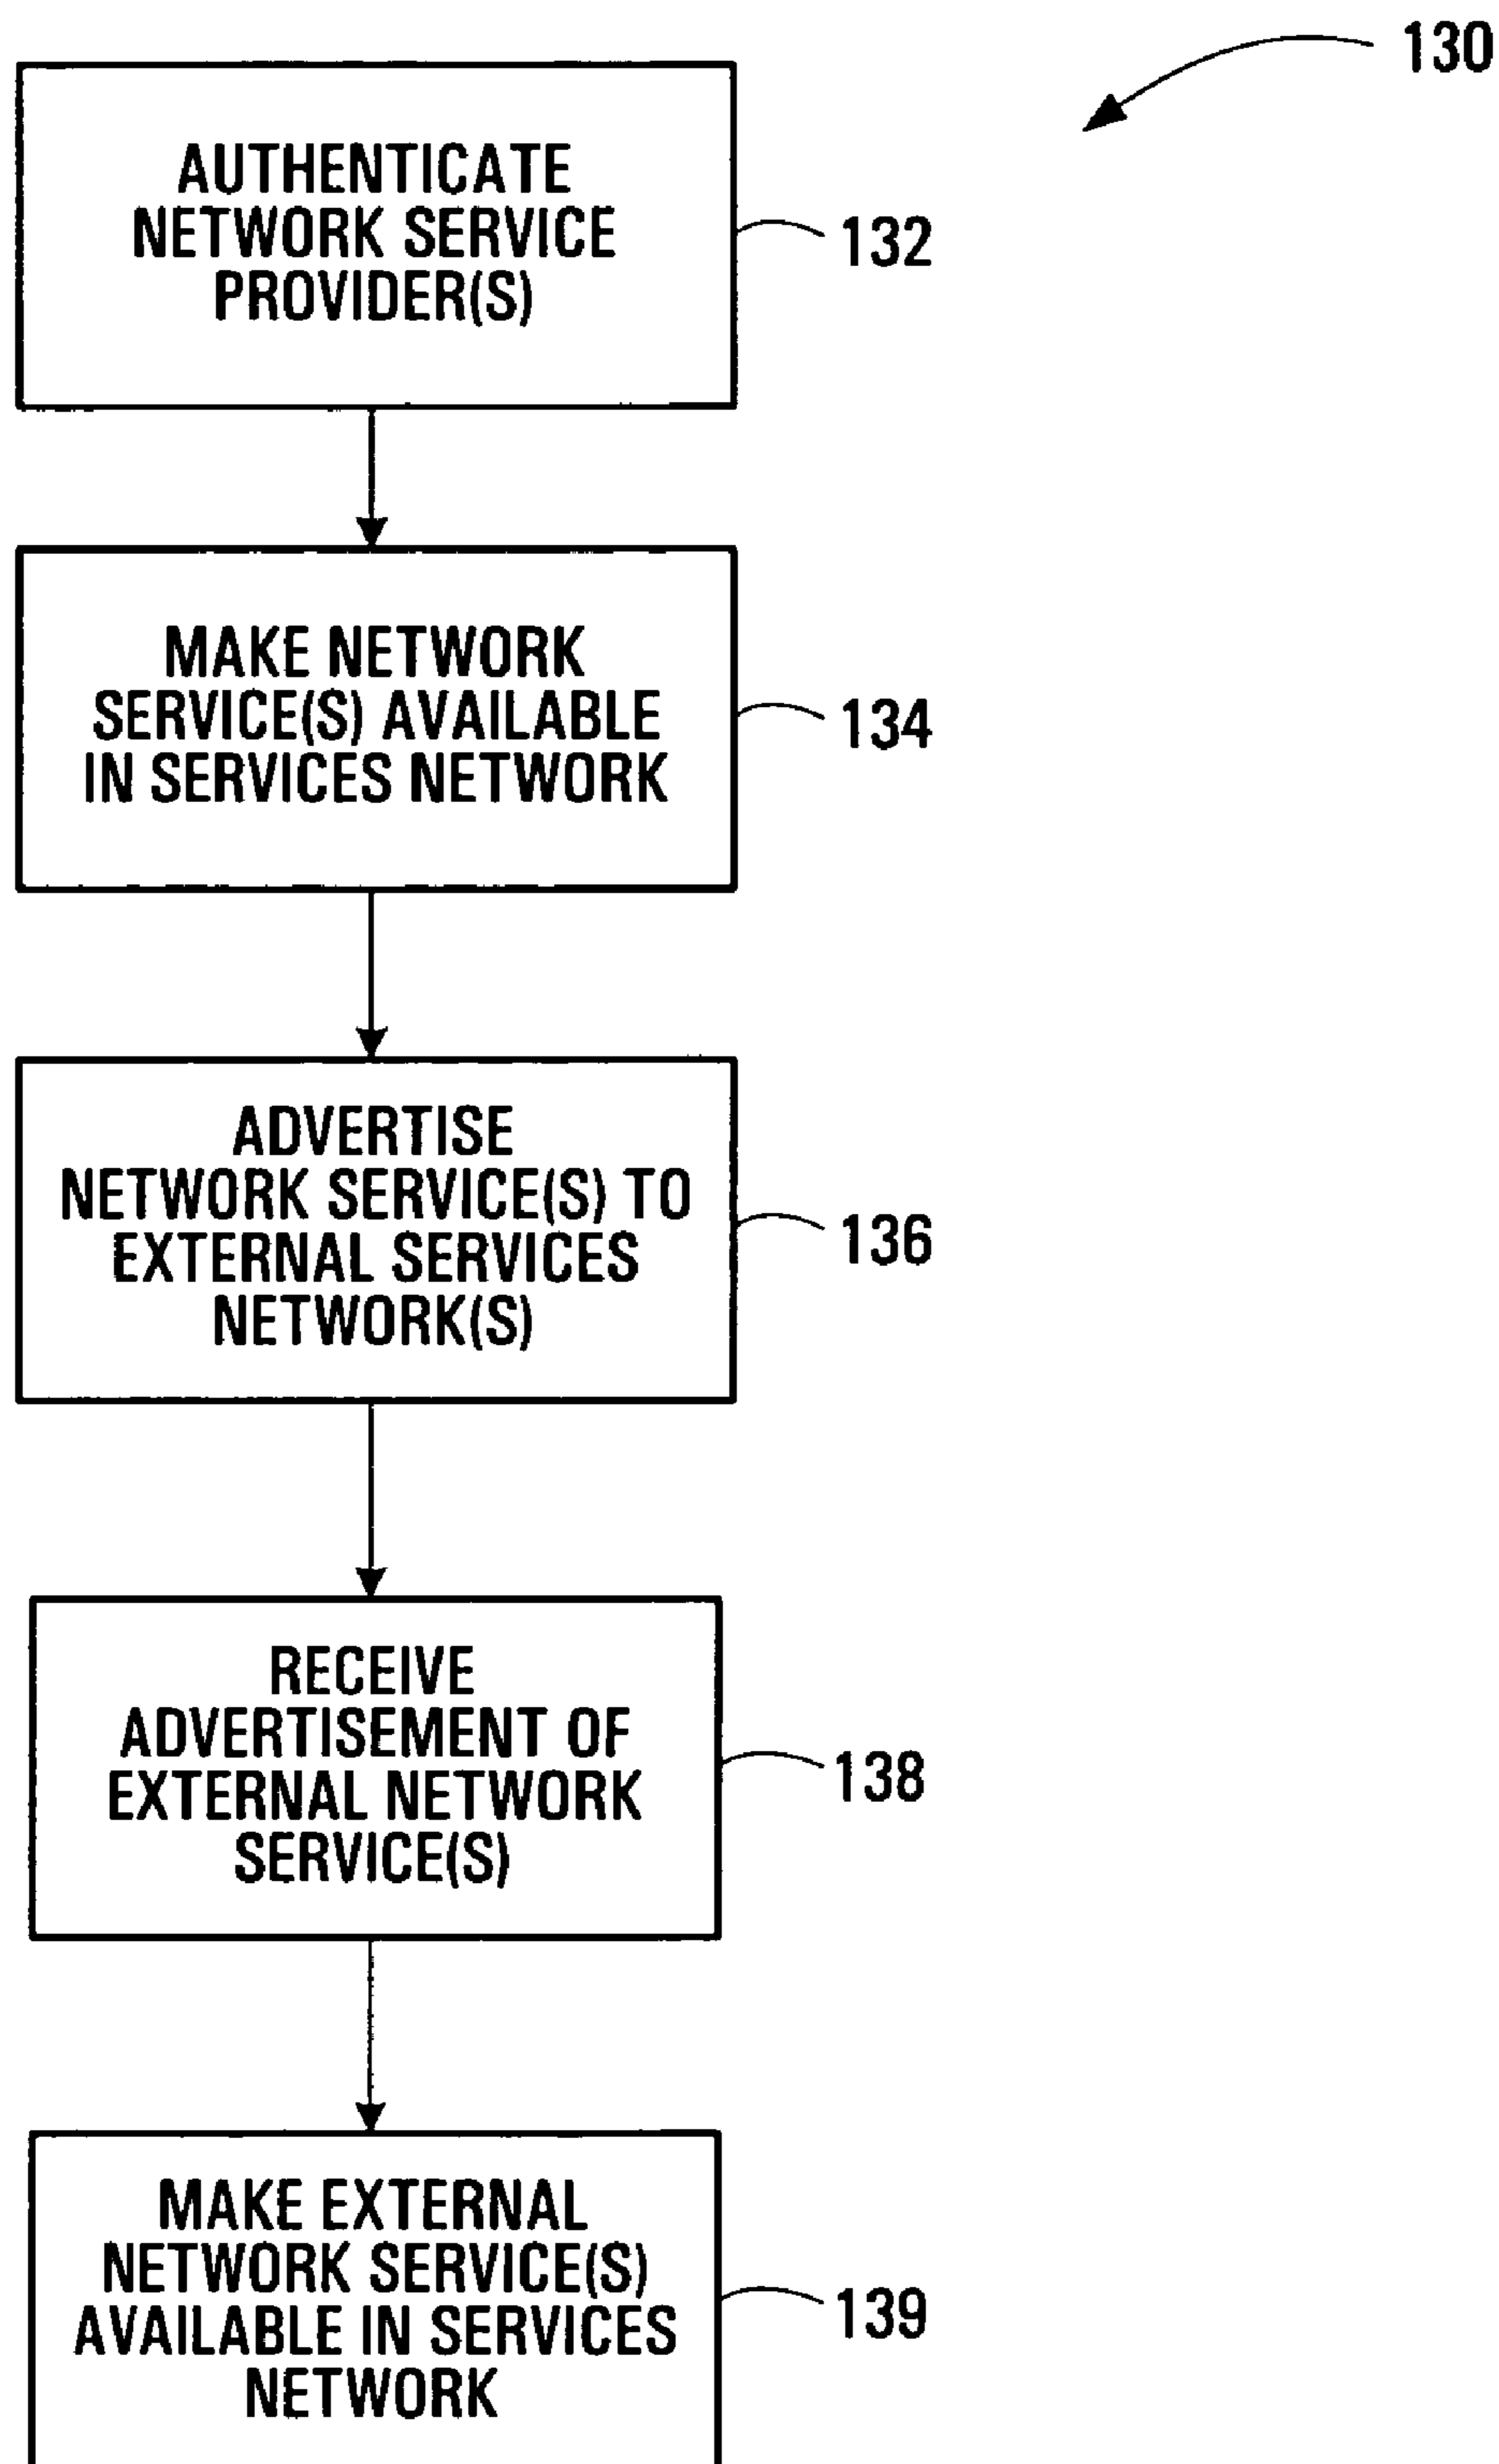 130
AUTHENTICATE
NETWORK SERVICE
PROVIDER(S)
132
MAKE NETWORK
SERVICE(S) AVAILABLE
IN SERVICES NETWORK
134
ADVERTISE
NETWORK SERVICE(S) TO
EXTERNAL SERVICES
NETWORK(S)
136
RECEIVE
ADVERTISEMENT OF
EXTERNAL NETWORK
SERVICE(S)
138
MAKE EXTERNAL
NETWORK SERVICE(S)
AVAILABLE IN SERVICES
NETWORK
139